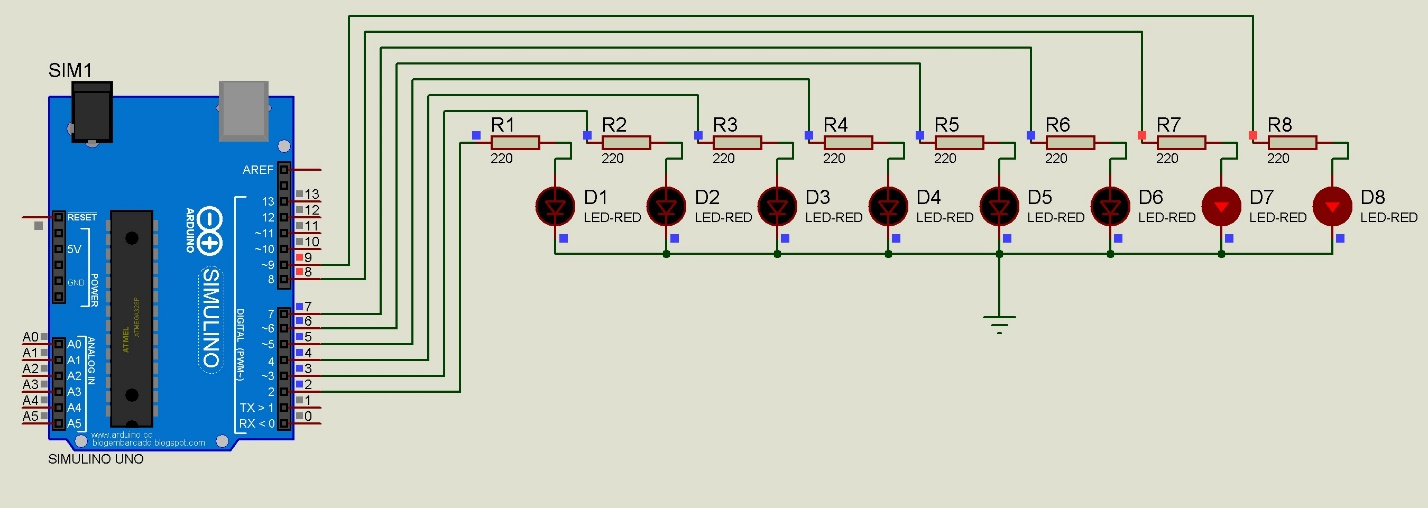 SIM1
AREF
13 13
12 12
~11 11
~10 10
~9 9
8 8
7 7
~6 6
~5 5
4 4
~3 3
2 2
TX > 1 1
RX < 0 0
RESET
5V
GND
POWER
A0 A0
A1 A1
A2 A2
A3 A3
A4 A4
A5 A5
ANALOG IN
ATMEL
ATMEGA328P
ARDUINO
SIMULINO
DIGITAL (PWM~)
www.arduino.cc
blogembarcado.blogspot.com
SIMULINO UNO
R1 R2 R3 R4 R5 R6 R7 R8
220 220 220 220 220 220 220 220
D1 D2 D3 D4 D5 D6 D7 D8
LED-RED LED-RED LED-RED LED-RED LED-RED LED-RED LED-RED LED-RED